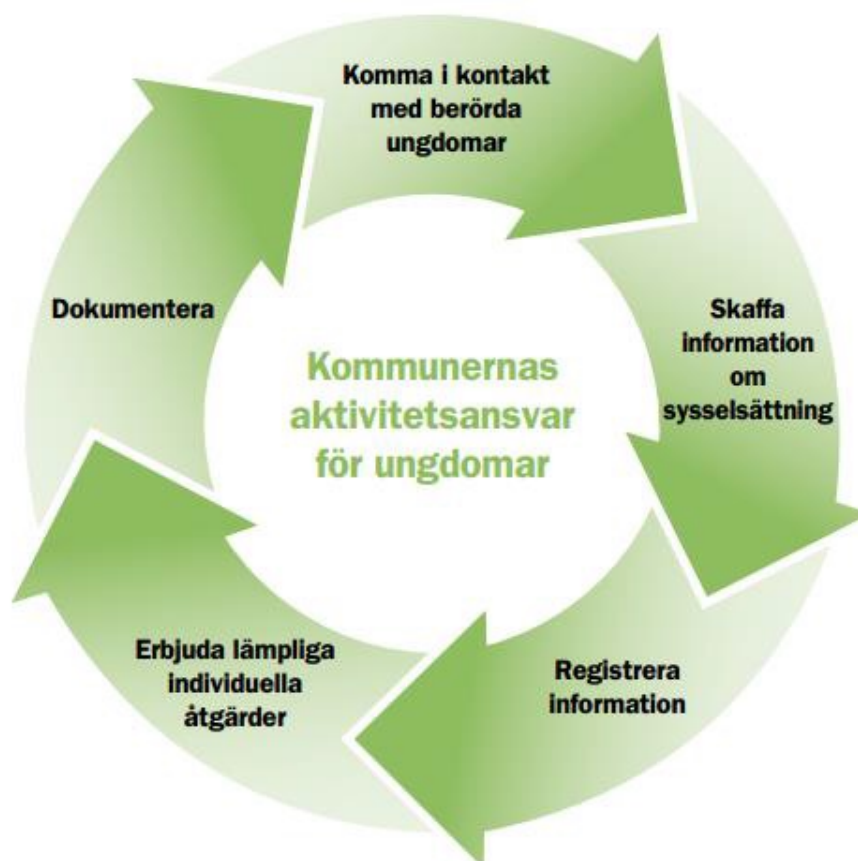 Komma i kontakt
med berörda
ungdomar
Skaffa
information
om
sysselsättning
Registrera
information
Erbjuda lämpliga
individuella
åtgärder
Dokumentera
Kommunernas
aktivitetsansvar
för ungdomar